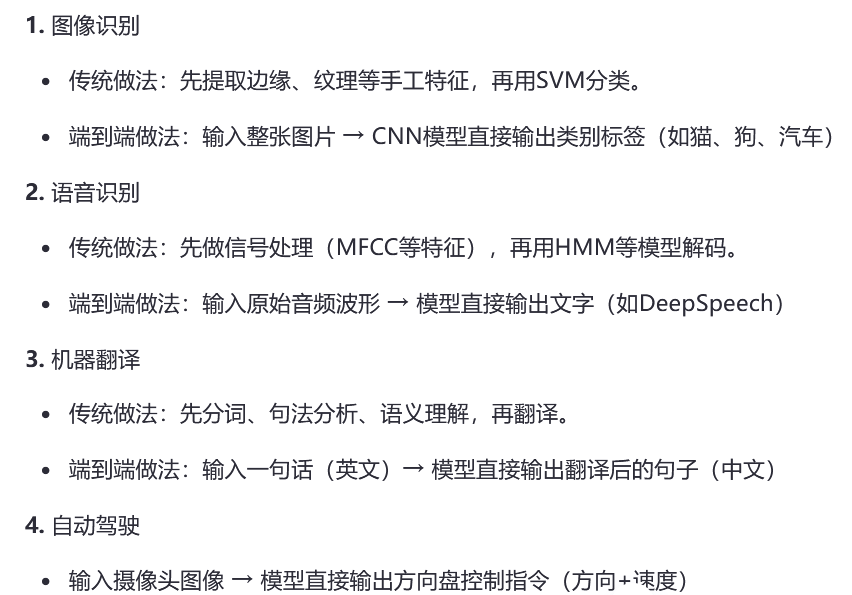 1. 图像识别
• 传统做法：先提取边缘、纹理等手工特征，再用SVM分类。
• 端到端做法：输入整张图片 → CNN模型直接输出类别标签（如猫、狗、汽车）
2. 语音识别
• 传统做法：先做信号处理（MFCC等特征），再用HMM等模型解码。
• 端到端做法：输入原始音频波形 → 模型直接输出文字（如DeepSpeech）
3. 机器翻译
• 传统做法：先分词、句法分析、语义理解，再翻译。
• 端到端做法：输入一句话（英文）→ 模型直接输出翻译后的句子（中文）
4. 自动驾驶
• 输入摄像头图像 → 模型直接输出方向盘控制指令（方向+速度）